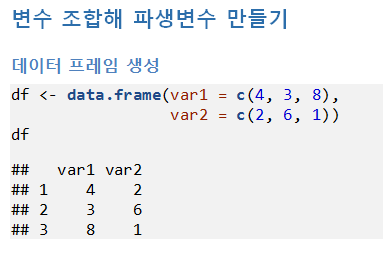 변수 조합해 파생변수 만들기
데이터 프레임 생성
df <- data.frame(var1 = c(4, 3, 8),
                 var2 = c(2, 6, 1))
df
##   var1 var2
## 1    4    2
## 2    3    6
## 3    8    1